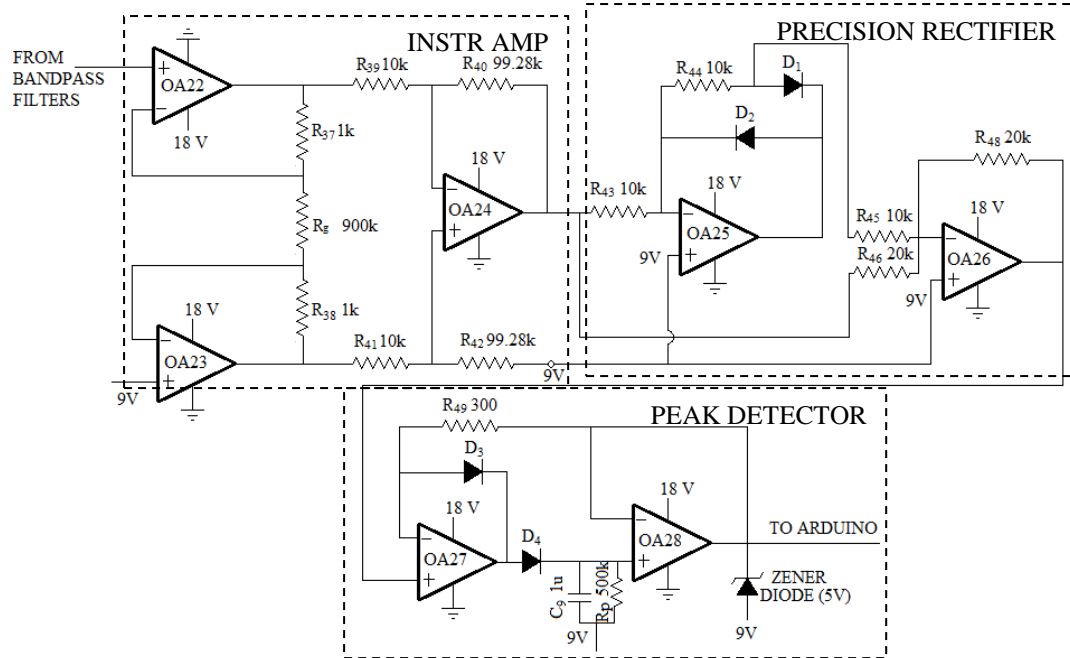 INSTR AMP
PRECISION RECTIFIER
FROM
BANDPASS
FILTERS
+
OA22
−
18 V
R39 10k
R40 99.28k
R37 1k
Rg 900k
R38 1k
18 V
−
OA24
+
18 V
−
OA23
+
9V
R41 10k
R42 99.28k
9V
R44 10k
D1
D2
R43 10k
18 V
−
OA25
+
9V
R48 20k
R45 10k
R46 20k
18 V
−
OA26
+
9V
PEAK DETECTOR
R49 300
D3
18 V
−
OA27
+
D4
C9 1u
Rp 500k
9V
18 V
−
OA28
+
TO ARDUINO
ZENER
DIODE (5V)
9V